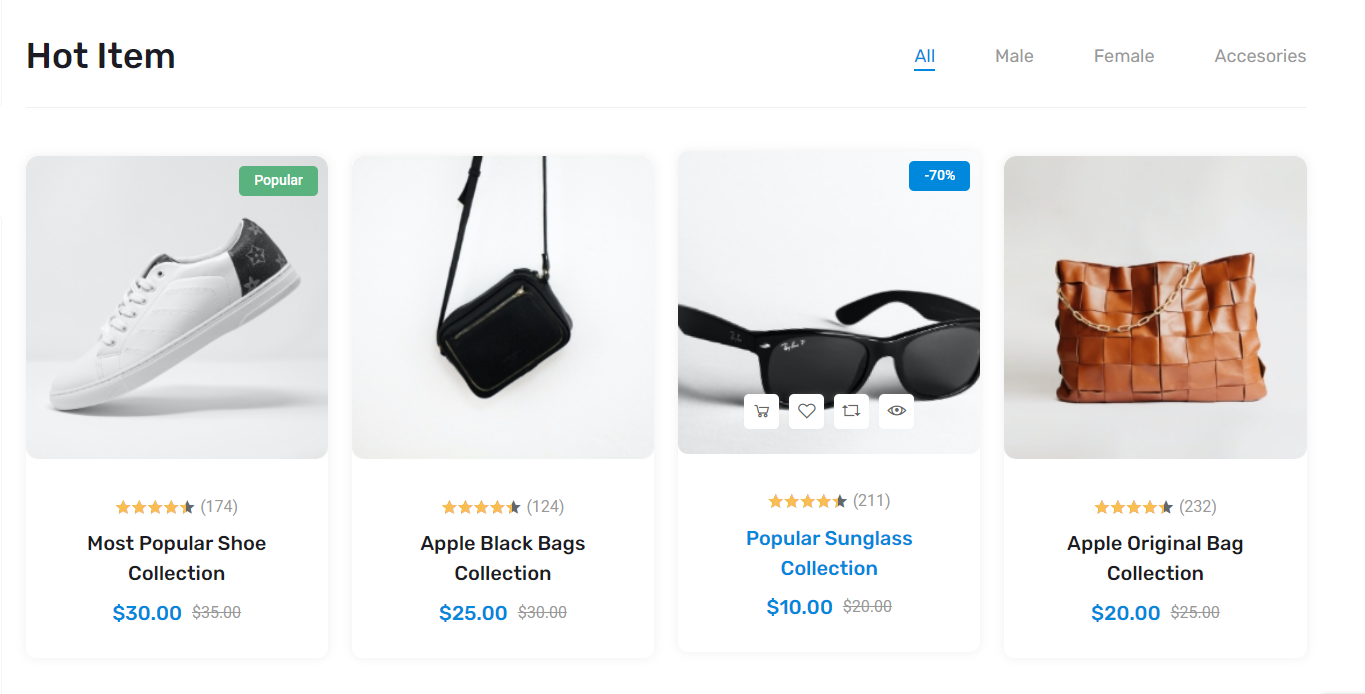 Hot Item
All
Male
Female
Accesories
Popular
(174)
Most Popular Shoe
Collection
$30.00 $35.00
(124)
Apple Black Bags
Collection
$25.00 $30.00
-70%
Ray-Ban P
(211)
Popular Sunglass
Collection
$10.00 $20.00
(232)
Apple Original Bag
Collection
$20.00 $25.00